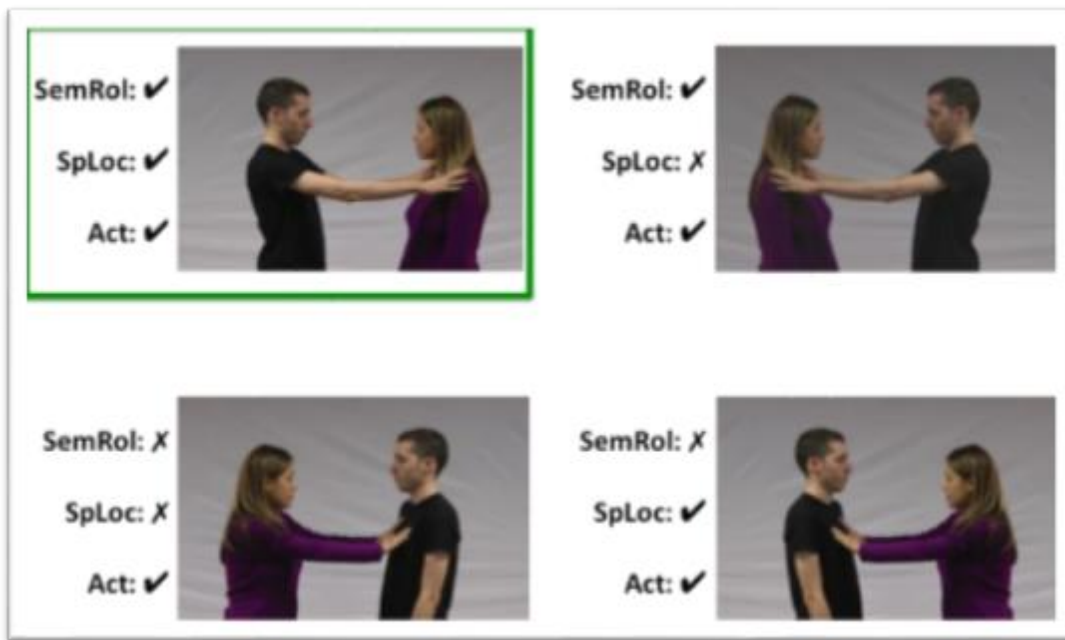 SemRol: ✔
SpLoc: ✔
Act: ✔
SemRol: ✔
SpLoc: ✗
Act: ✔
SemRol: ✗
SpLoc: ✗
Act: ✔
SemRol: ✗
SpLoc: ✔
Act: ✔